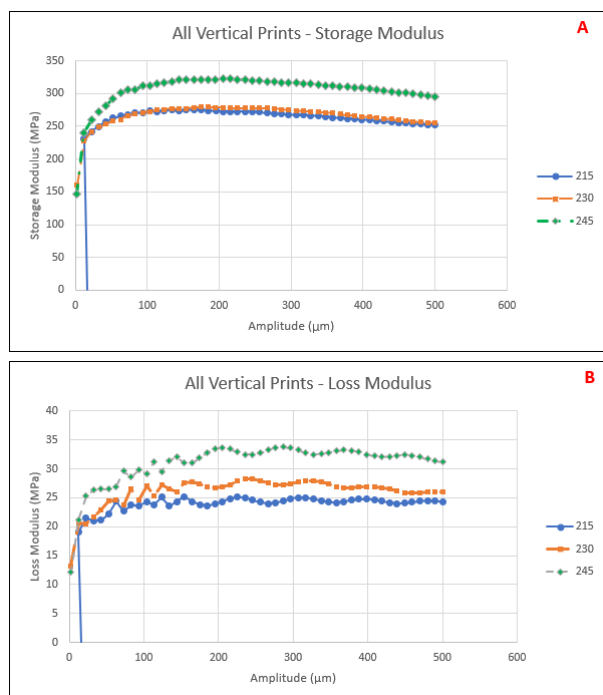 All Vertical Prints - Storage Modulus
A
350
300
250
200
150
100
50
0
Storage Modulus (MPa)
0 100 200 300 400 500 600
Amplitude (µm)
215
230
245
All Vertical Prints - Loss Modulus
B
40
35
30
25
20
15
10
5
0
Loss Modulus (MPa)
0 100 200 300 400 500 600
Amplitude (µm)
215
230
245